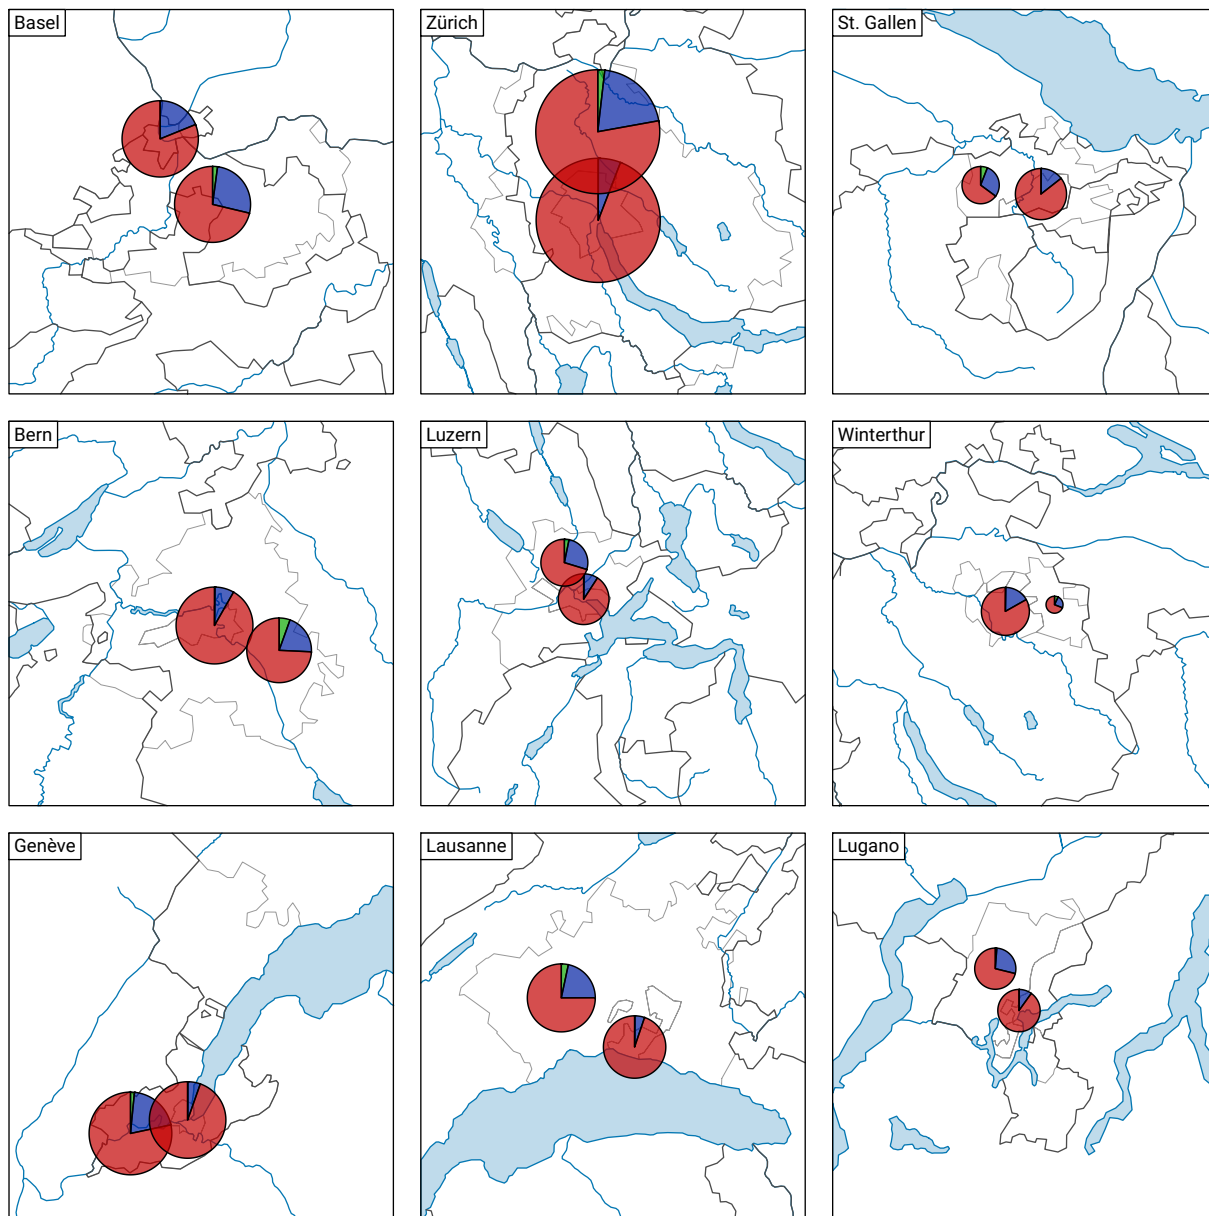 Basel
Zürich
St. Gallen
Bern
Luzern
Winterthur
Genève
Lausanne
Lugano